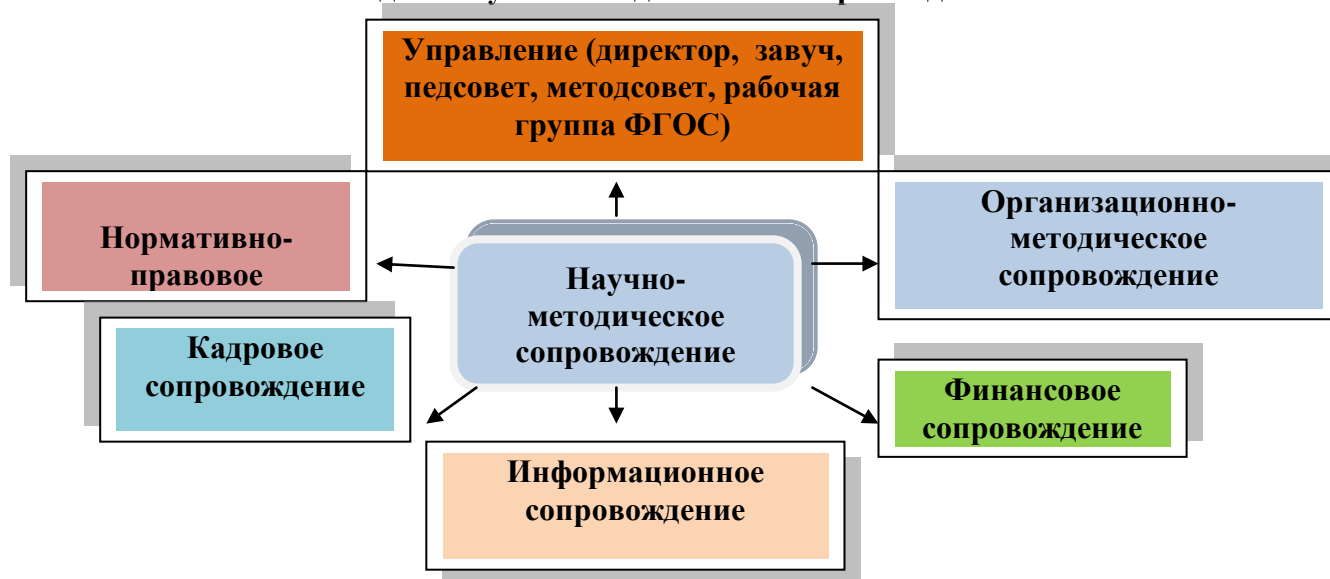 Управление (директор, завуч,
педсовет, методсовет, рабочая
группа ФГОС)
Нормативно-
правовое
Организационно-
методическое
сопровождение
Научно-
методическое
сопровождение
Кадровое
сопровождение
Финансовое
сопровождение
Информационное
сопровождение